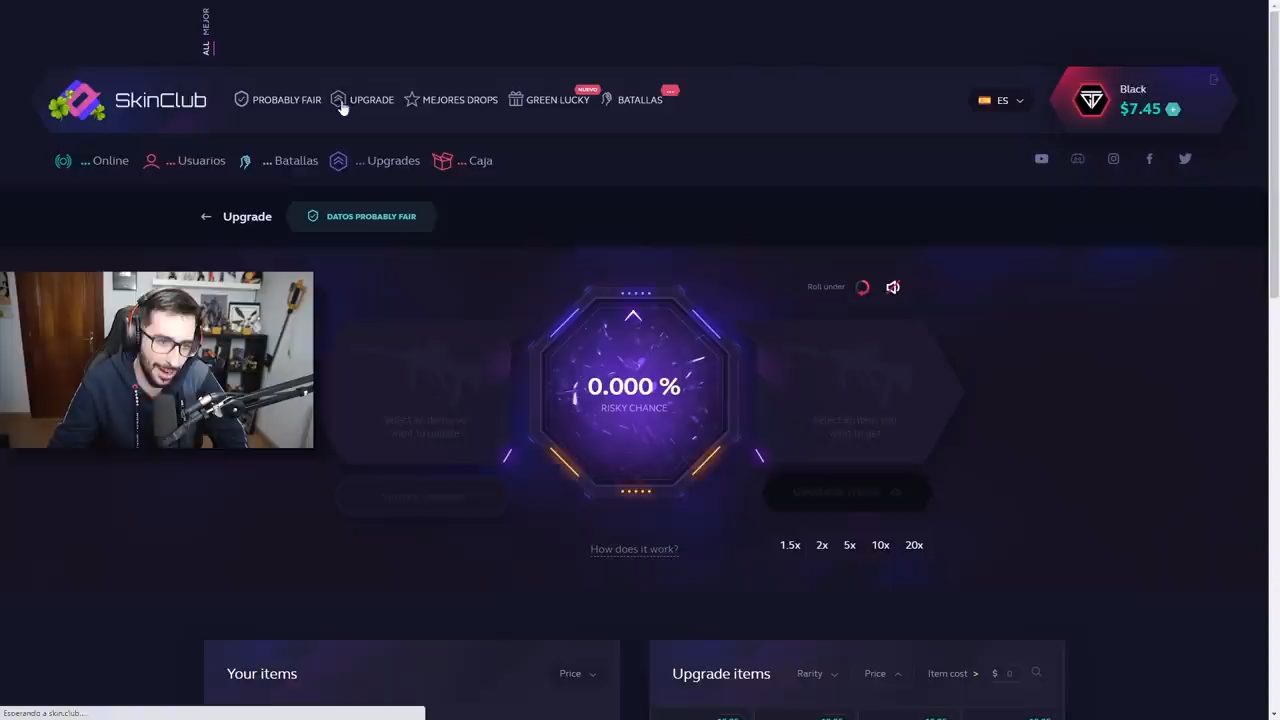 ALL MEJOR
SkinClub
PROBABLY FAIR
UPGRADE
MEJORES DROPS
GREEN LUCKY
NUEVO
BATALLAS
...
ES
Black
$7.45
... Online
... Usuarios
... Batallas
... Upgrades
... Caja
← Upgrade
DATOS PROBABLY FAIR
Roll under
0.000 %
RISKY CHANCE
How does it work?
1.5x 2x 5x 10x 20x
Your items
Price
Upgrade items
Rarity
Price
Item cost > $ 0
Esperando a skin.club...